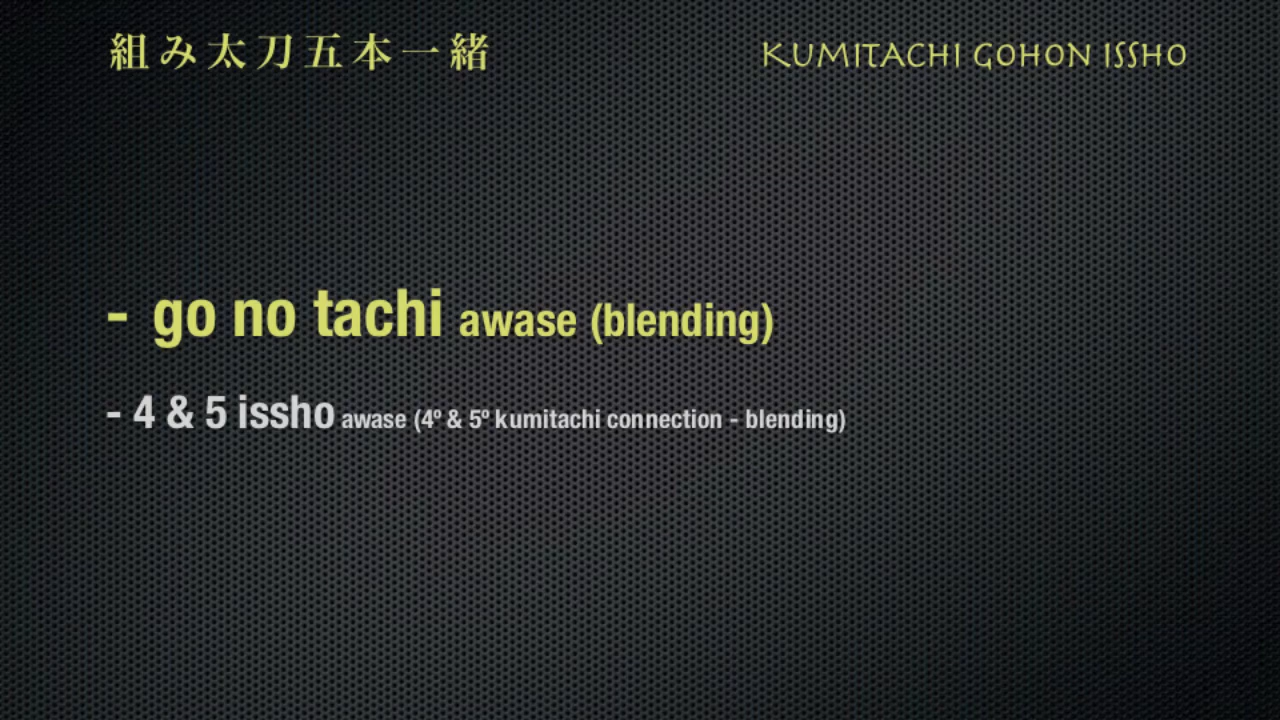 組み太刀五本一緒
KUMITACHI GOHON ISSHO
- go no tachi awase (blending)
- 4 & 5 issho awase (4º & 5º kumitachi connection - blending)